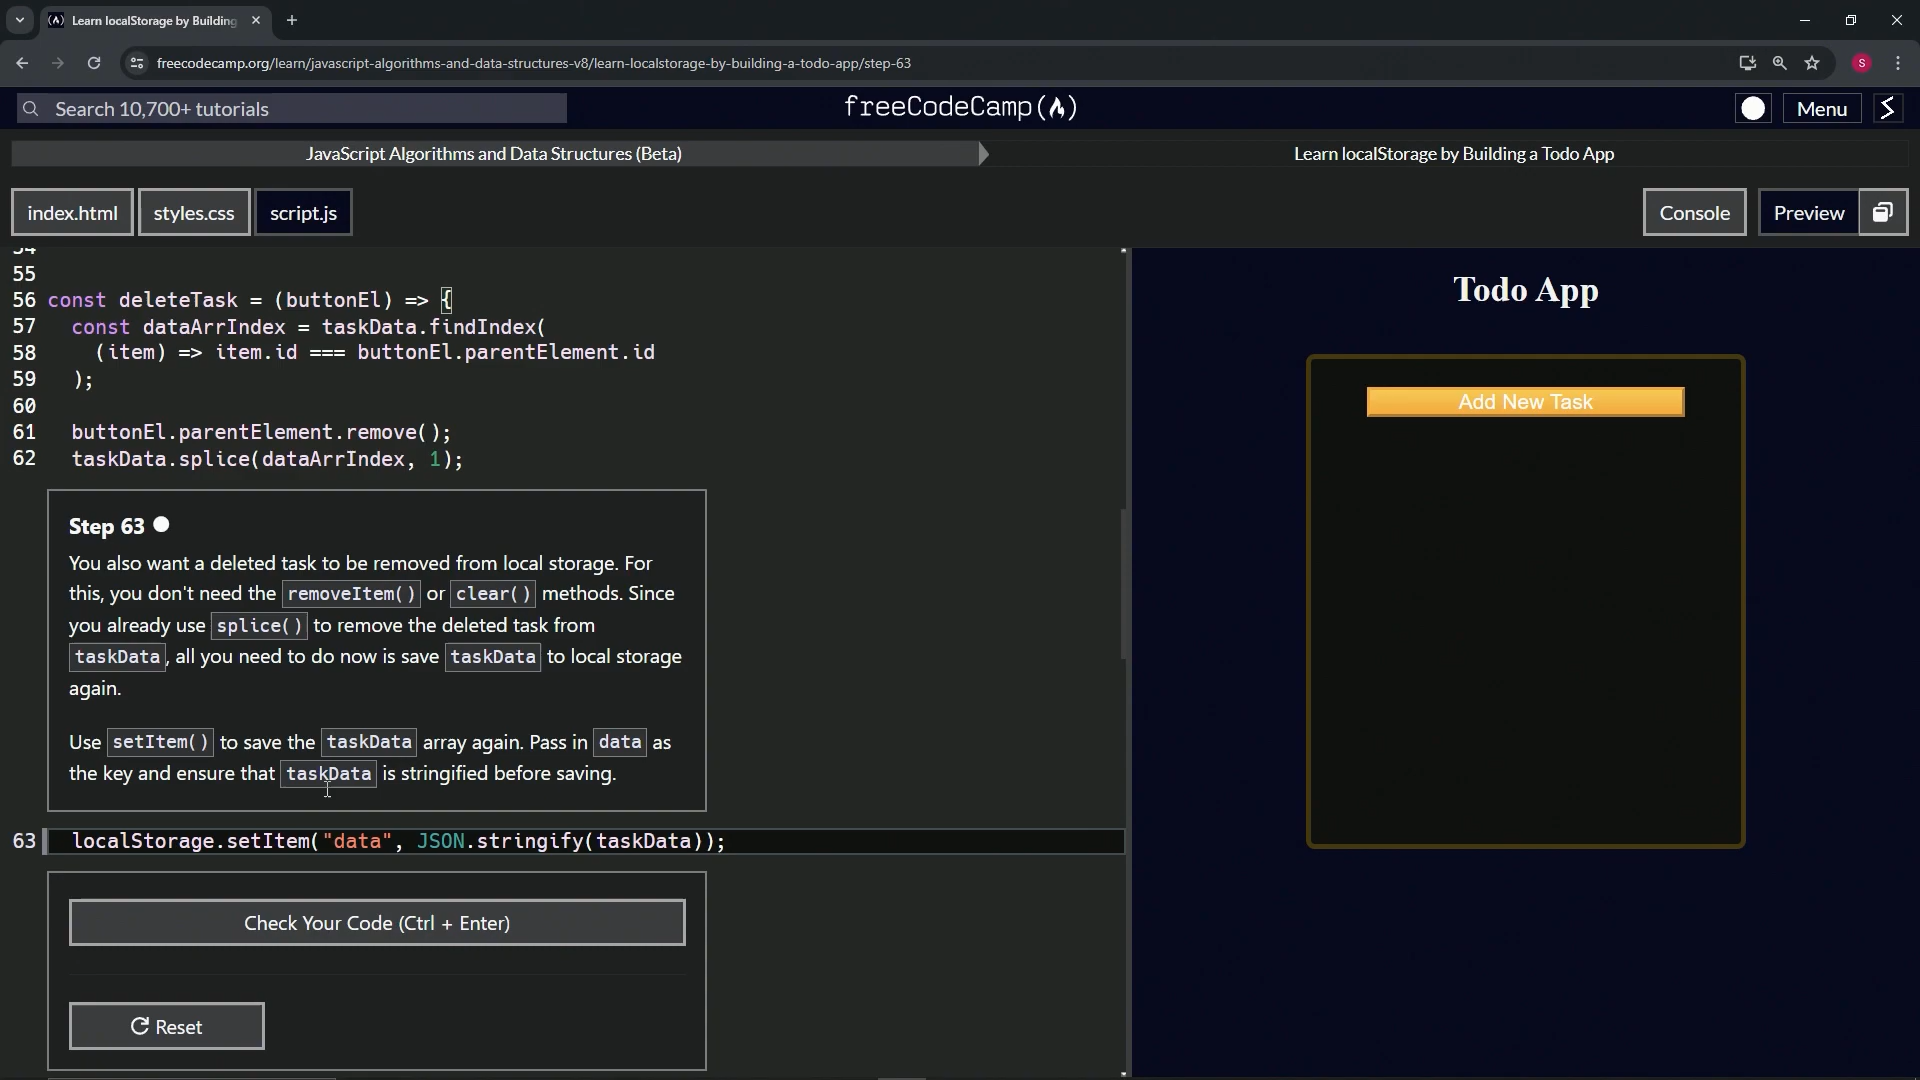 Learn localStorage by Building
freecodecamp.org/learn/javascript-algorithms-and-data-structures-v8/learn-localstorage-by-building-a-todo-app/step-63
S
Search 10,700+ tutorials
freeCodeCamp
Menu
JavaScript Algorithms and Data Structures (Beta)
Learn localStorage by Building a Todo App
index.html
styles.css
script.js
Console
Preview
54
55
56 const deleteTask = (buttonEl) => {
57 const dataArrIndex = taskData.findIndex(
58 (item) => item.id === buttonEl.parentElement.id
59 );
60
61 buttonEl.parentElement.remove();
62 taskData.splice(dataArrIndex, 1);
Step 63
You also want a deleted task to be removed from local storage. For
this, you don't need the removeItem() or clear() methods. Since
you already use splice() to remove the deleted task from
taskData, all you need to do now is save taskData to local storage
again.
Use setItem() to save the taskData array again. Pass in data as
the key and ensure that taskData is stringified before saving.
63 localStorage.setItem("data", JSON.stringify(taskData));
Check Your Code (Ctrl + Enter)
Reset
Todo App
Add New Task